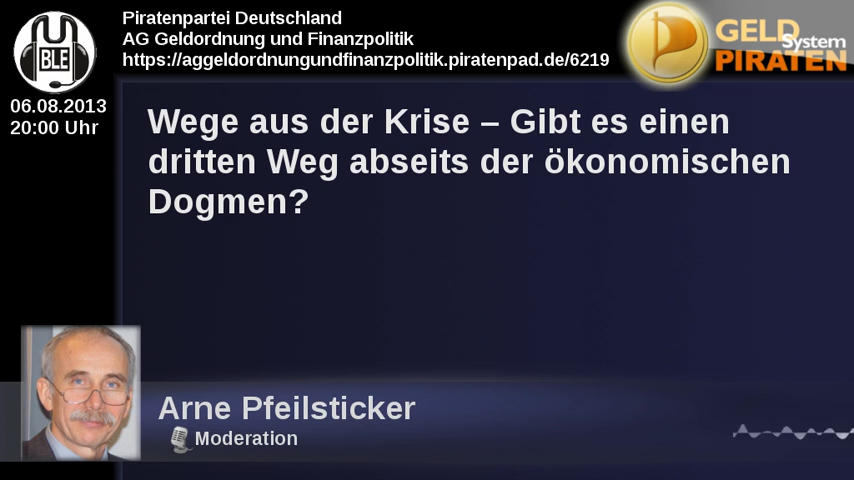 Piratenpartei Deutschland
AG Geldordnung und Finanzpolitik
https://aggeldordnungundfinanzpolitik.piratenpad.de/6219
GELD
System
PIRATEN
BLE
06.08.2013
20:00 Uhr
Wege aus der Krise – Gibt es einen
dritten Weg abseits der ökonomischen
Dogmen?
Arne Pfeilsticker
Moderation